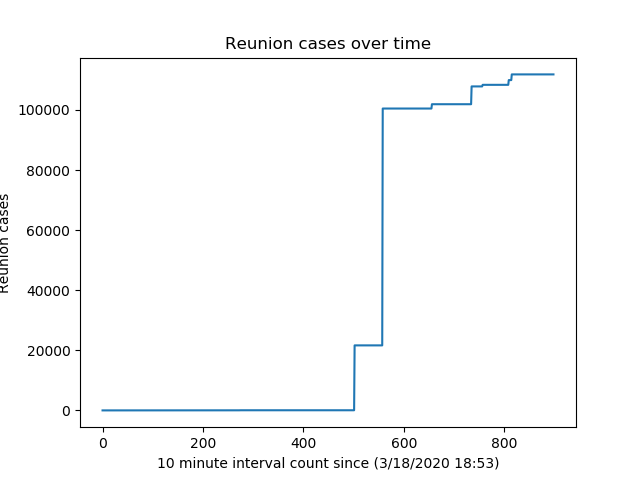 Reunion cases over time
Reunion cases
100000
80000
60000
40000
20000
0
0 200 400 600 800
10 minute interval count since (3/18/2020 18:53)